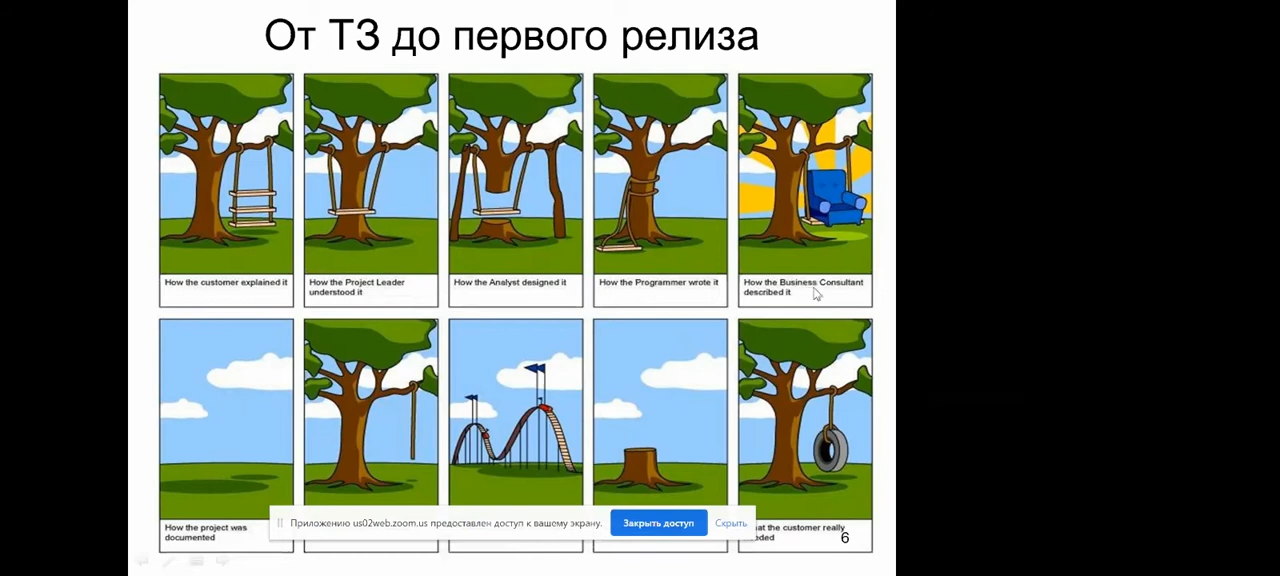 От ТЗ до первого релиза
How the customer explained it
How the Project Leader
understood it
How the Analyst designed it
How the Programmer wrote it
How the Business Consultant
described it
How the project was
documented
Приложению us02web.zoom.us предоставлен доступ к вашему экрану.
Закрыть доступ
Скрыть
the customer really
6